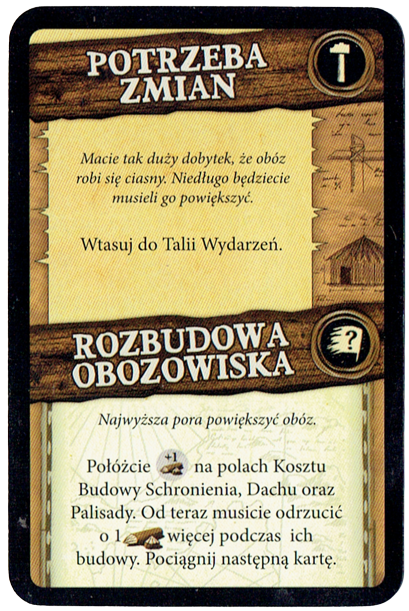 POTRZEBA
ZMIAN
Macie tak duży dobytek, że obóz
robi się ciasny. Niedługo będziecie
musieli go powiększyć.
Wtasuj do Talii Wydarzeń.
ROZBUDOWA
OBOZOWISKA
?
Najwyższa pora powiększyć obóz.
Połóżcie +1 na polach Kosztu
Budowy Schronienia, Dachu oraz
Palisady. Od teraz musicie odrzucić
o 1 więcej podczas ich
budowy. Pociągnij następną kartę.